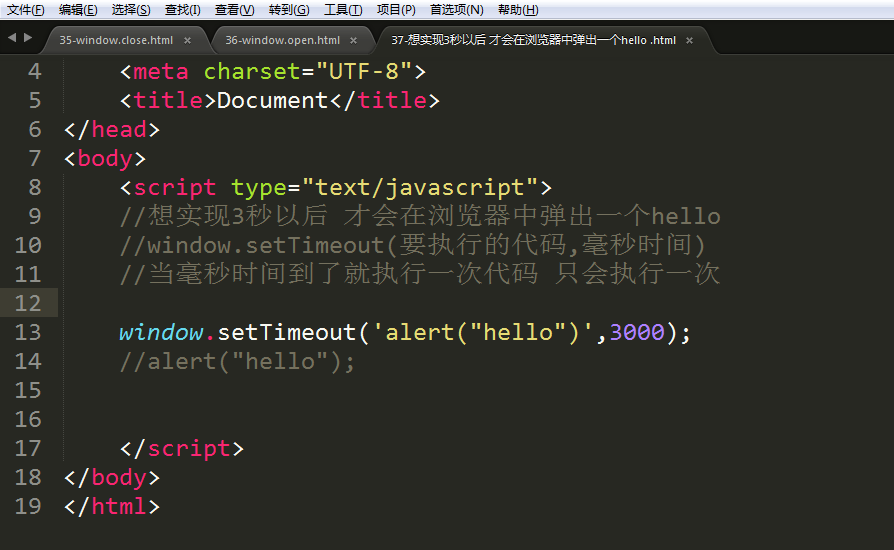 文件(F) 编辑(E) 选择(S) 查找(I) 查看(V) 转到(G) 工具(T) 项目(P) 首选项(N) 帮助(H)
35-window.close.html × 36-window.open.html × 37-想实现3秒以后 才会在浏览器中弹出一个hello .html ×
4 <meta charset="UTF-8">
5 <title>Document</title>
6 </head>
7 <body>
8 <script type="text/javascript">
9 //想实现3秒以后 才会在浏览器中弹出一个hello
10 //window.setTimeout(要执行的代码,毫秒时间)
11 //当毫秒时间到了就执行一次代码 只会执行一次
12
13 window.setTimeout('alert("hello")',3000);
14 //alert("hello");
15
16
17 </script>
18 </body>
19 </html>